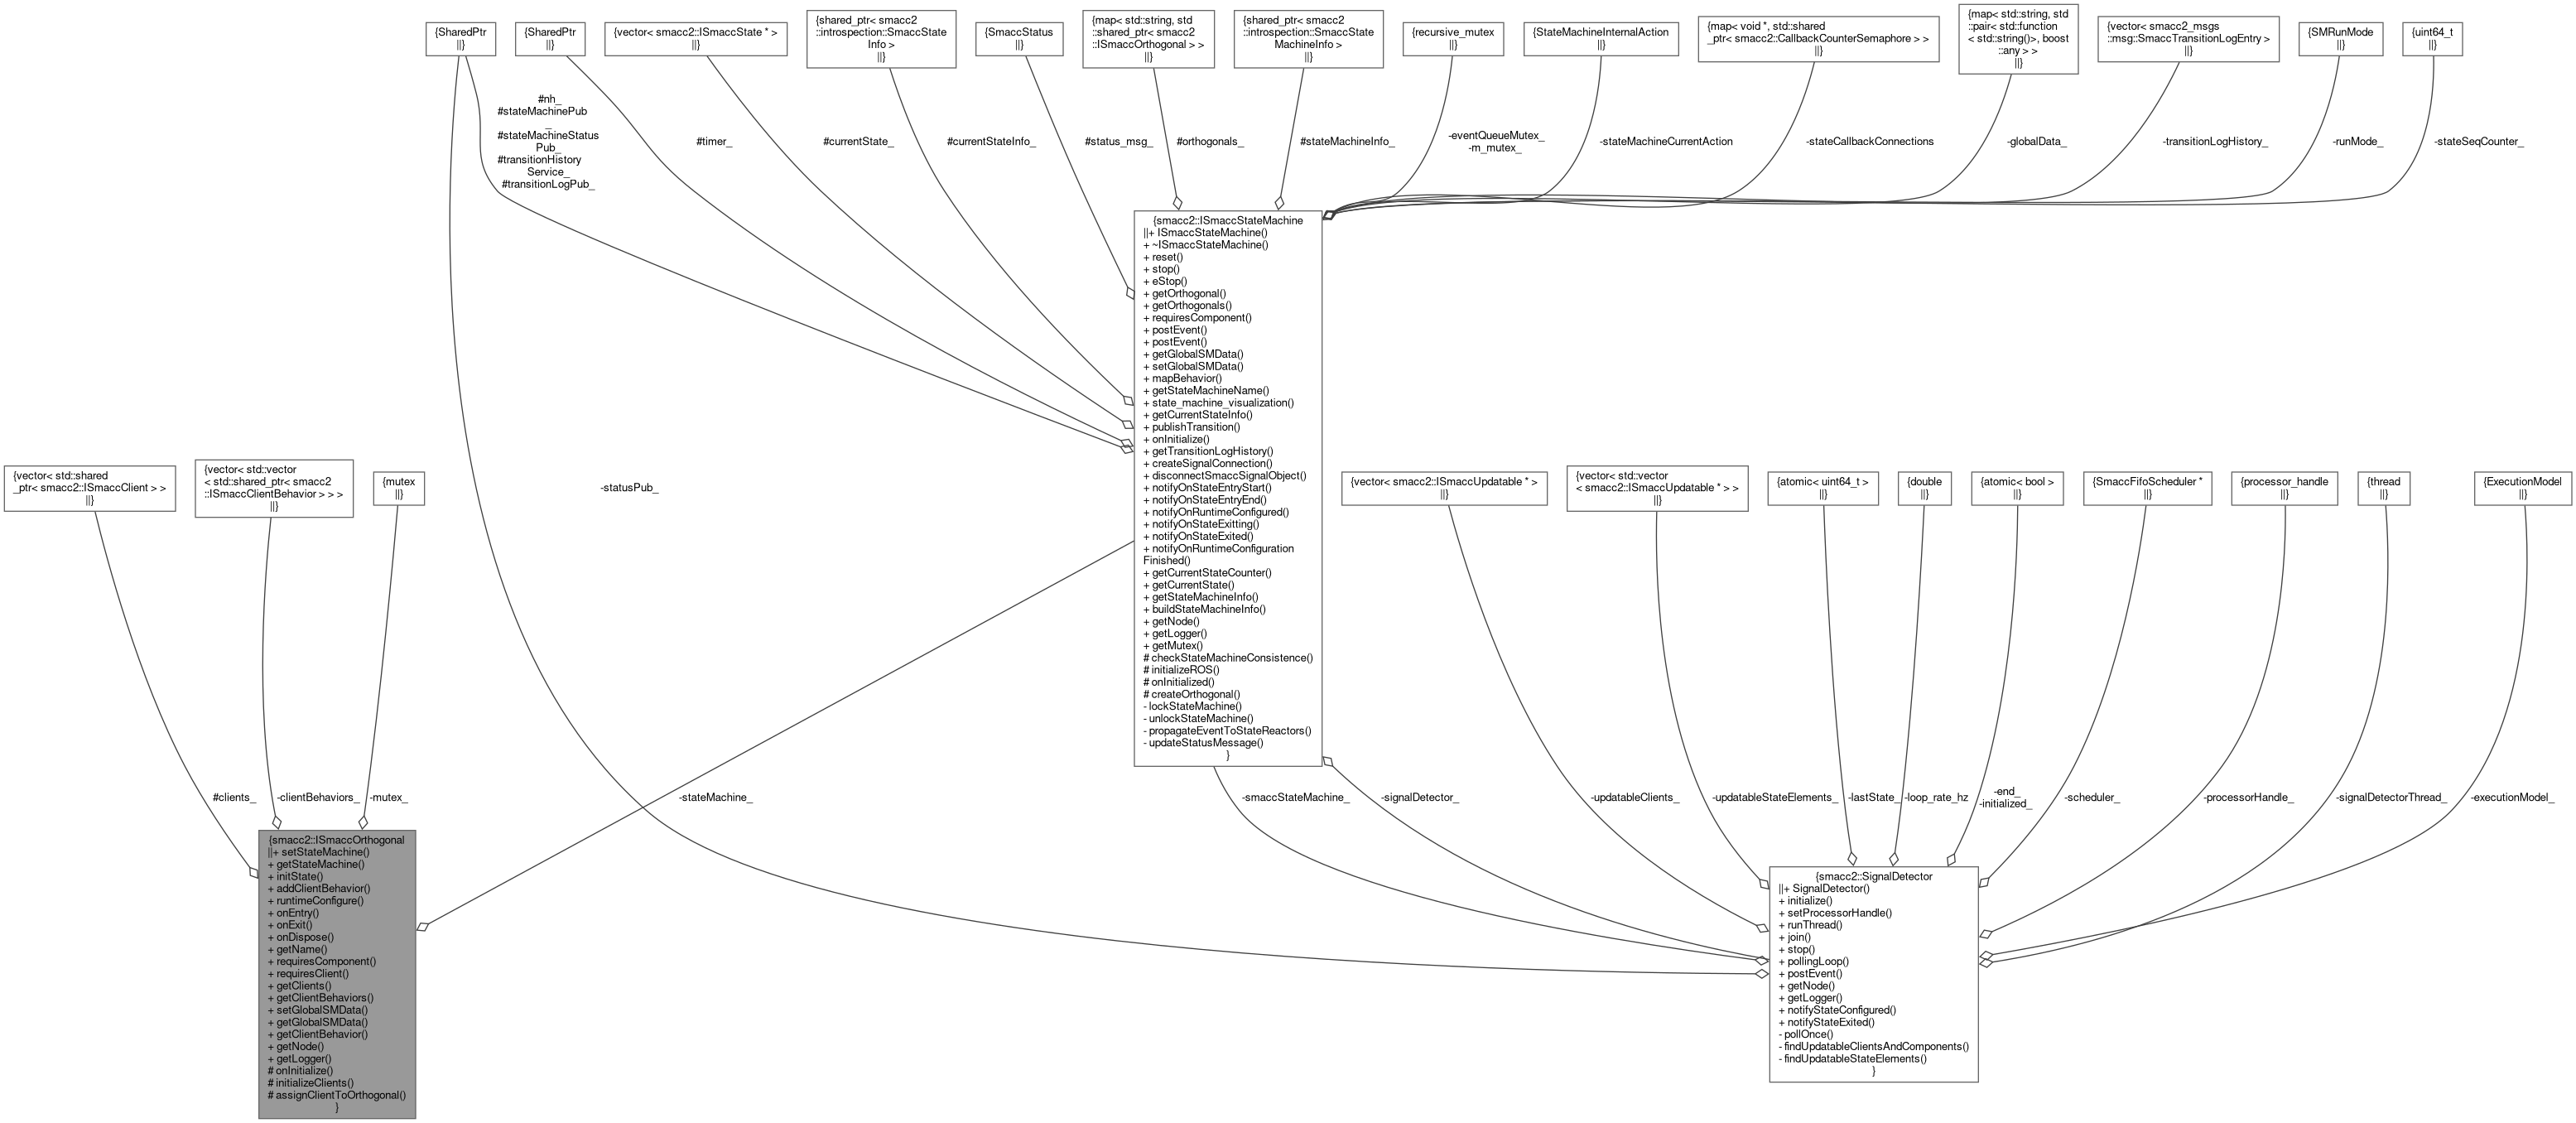 {SharedPtr
||}
{SharedPtr
||}
{vector< smacc2::ISmaccState * >
||}
{shared_ptr< smacc2
::introspection::SmaccState
Info >
||}
{SmaccStatus
||}
{map< std::string, std
::shared_ptr< smacc2
::ISmaccOrthogonal > >
||}
{shared_ptr< smacc2
::introspection::SmaccState
MachineInfo >
||}
{recursive_mutex
||}
{StateMachineInternalAction
||}
{map< void *, std::shared
_ptr< smacc2::CallbackCounterSemaphore > >
||}
{map< std::string, std
::pair< std::function
< std::string()>, boost
::any > >
||}
{vector< smacc2_msgs
::msg::SmaccTransitionLogEntry >
||}
{SMRunMode
||}
{uint64_t
||}
#nh_
#stateMachinePub
_
#stateMachineStatus
Pub_
#transitionHistory
Service_
#transitionLogPub_
#timer_
#currentState_
#currentStateInfo_
#status_msg_
#orthogonals_
#stateMachineInfo_
-eventQueueMutex_
-m_mutex_
-stateMachineCurrentAction
-stateCallbackConnections
-globalData_
-transitionLogHistory_
-runMode_
-stateSeqCounter_
{smacc2::ISmaccStateMachine
||+ ISmaccStateMachine()
+ ~ISmaccStateMachine()
+ reset()
+ stop()
+ eStop()
+ getOrthogonal()
+ getOrthogonals()
+ requiresComponent()
+ postEvent()
+ postEvent()
+ getGlobalSMData()
+ setGlobalSMData()
+ mapBehavior()
+ getStateMachineName()
+ state_machine_visualization()
+ getCurrentStateInfo()
+ publishTransition()
+ onInitialize()
+ getTransitionLogHistory()
+ createSignalConnection()
+ disconnectSmaccSignalObject()
+ notifyOnStateEntryStart()
+ notifyOnStateEntryEnd()
+ notifyOnRuntimeConfigured()
+ notifyOnStateExitting()
+ notifyOnStateExited()
+ notifyOnRuntimeConfiguration
Finished()
+ getCurrentStateCounter()
+ getCurrentState()
+ getStateMachineInfo()
+ buildStateMachineInfo()
+ getNode()
+ getLogger()
+ getMutex()
# checkStateMachineConsistence()
# initializeROS()
# onInitialized()
# createOrthogonal()
- lockStateMachine()
- unlockStateMachine()
- propagateEventToStateReactors()
- updateStatusMessage()
}
{vector< std::shared
_ptr< smacc2::ISmaccClient > >
||}
{vector< std::vector
< std::shared_ptr< smacc2
::ISmaccClientBehavior > > >
||}
{mutex
||}
-statusPub_
{vector< smacc2::ISmaccUpdatable * >
||}
{vector< std::vector
< smacc2::ISmaccUpdatable * > >
||}
{atomic< uint64_t >
||}
{double
||}
{atomic< bool >
||}
{SmaccFifoScheduler *
||}
{processor_handle
||}
{thread
||}
{ExecutionModel
||}
#clients_
-clientBehaviors_
-mutex_
-stateMachine_
-smaccStateMachine_
-signalDetector_
-updatableClients_
-updatableStateElements_
-lastState_
-loop_rate_hz
-end_
-initialized_
-scheduler_
-processorHandle_
-signalDetectorThread_
-executionModel_
{smacc2::ISmaccOrthogonal
||+ setStateMachine()
+ getStateMachine()
+ initState()
+ addClientBehavior()
+ runtimeConfigure()
+ onEntry()
+ onExit()
+ onDispose()
+ getName()
+ requiresComponent()
+ requiresClient()
+ getClients()
+ getClientBehaviors()
+ setGlobalSMData()
+ getGlobalSMData()
+ getClientBehavior()
+ getNode()
+ getLogger()
# onInitialize()
# initializeClients()
# assignClientToOrthogonal()
}
{smacc2::SignalDetector
||+ SignalDetector()
+ initialize()
+ setProcessorHandle()
+ runThread()
+ join()
+ stop()
+ pollingLoop()
+ postEvent()
+ getNode()
+ getLogger()
+ notifyStateConfigured()
+ notifyStateExited()
- pollOnce()
- findUpdatableClientsAndComponents()
- findUpdatableStateElements()
}